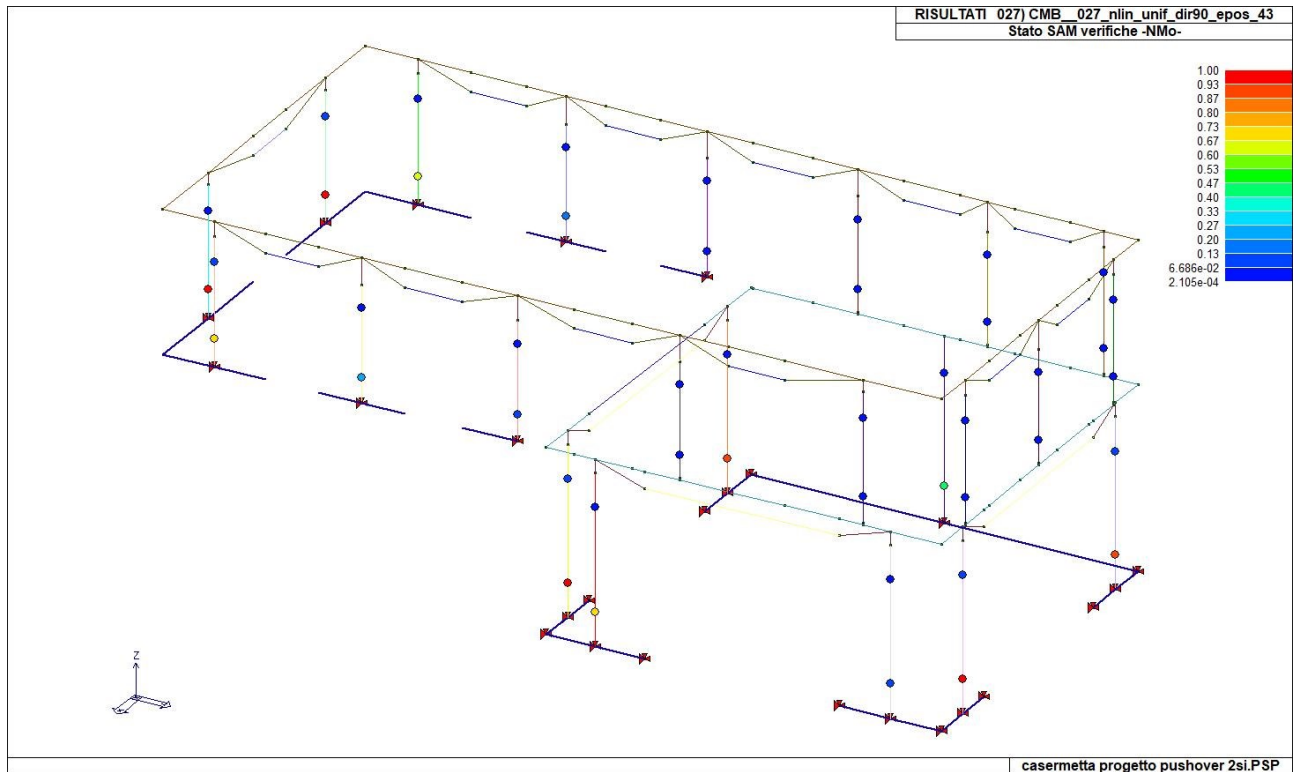 RISULTATI 027) CMB__027_nlin_unif_dir90_epos_43
Stato SAM verifiche -NMo-
1.00
0.93
0.87
0.80
0.73
0.67
0.60
0.53
0.47
0.40
0.33
0.27
0.20
0.13
6.686e-02
2.105e-04
Z
casermetta progetto pushover 2si.PSP